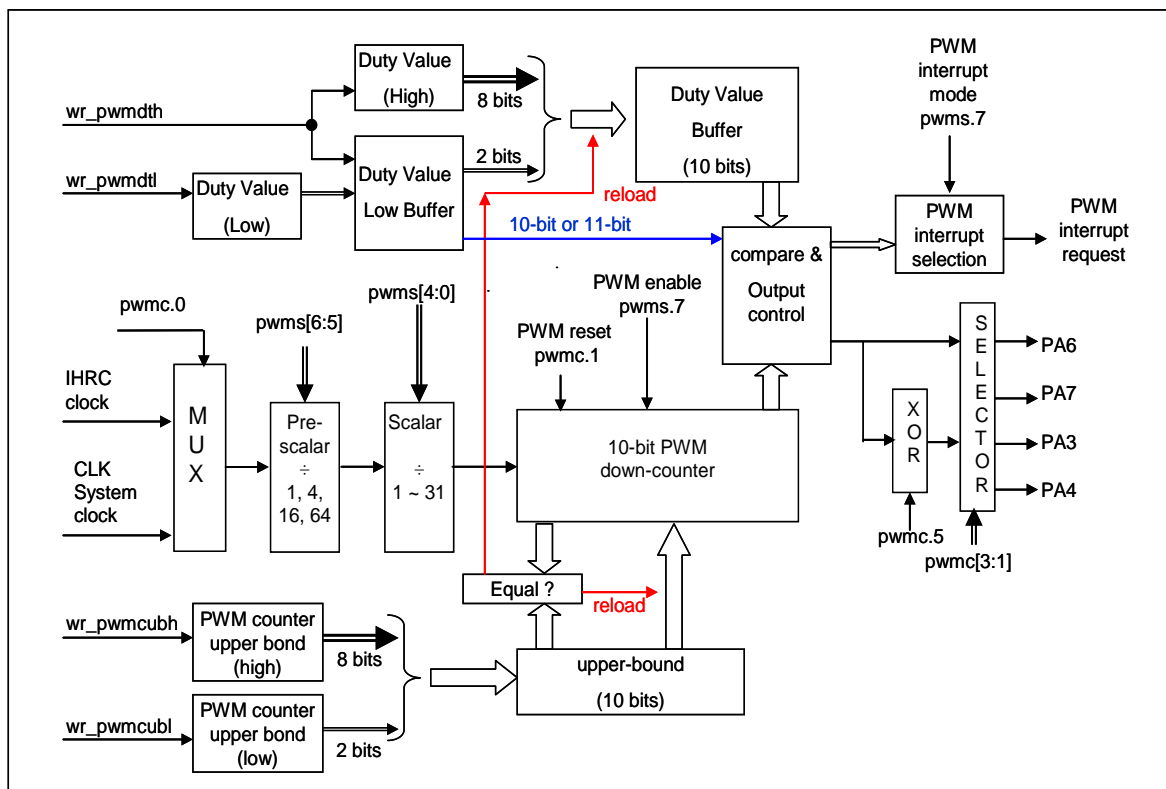 wr_pwmdth
wr_pwmdtl
Duty Value
(High)
8 bits
Duty Value
(Low)
Duty Value
Low Buffer
2 bits
reload
10-bit or 11-bit
Duty Value
Buffer
(10 bits)
PWM
interrupt
mode
pwms.7
PWM
interrupt
selection
PWM
interrupt
request
compare &
Output
control
pwmc.0
pwms[6:5]
pwms[4:0]
PWM reset
pwmc.1
PWM enable
pwms.7
IHRC
clock
CLK
System
clock
M
U
X
Pre-
scalar
÷
1, 4,
16, 64
Scalar
÷
1 ~ 31
10-bit PWM
down-counter
X
O
R
pwmc.5
S
E
L
E
C
T
O
R
pwmc[3:1]
PA6
PA7
PA3
PA4
Equal ?
reload
wr_pwmcubh
PWM counter
upper bond
(high)
8 bits
wr_pwmcubl
PWM counter
upper bond
(low)
2 bits
upper-bound
(10 bits)